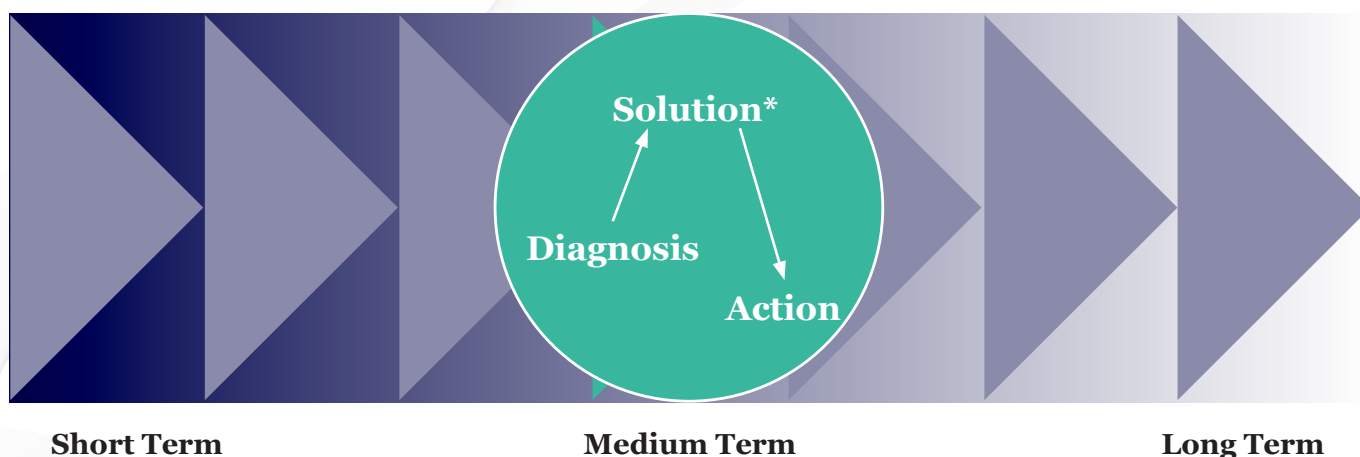 Solution*
Diagnosis
Action
Short Term
Medium Term
Long Term